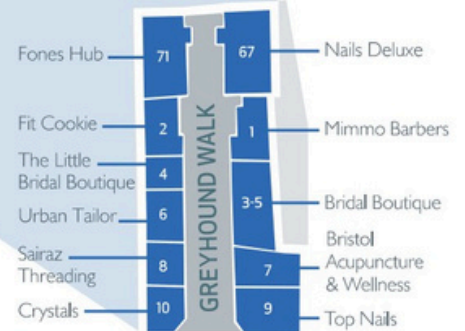 Fones Hub
71
67
Nails Deluxe
Fit Cookie
2
1
Mimmo Barbers
The Little
Bridal Boutique
4
GREYHOUND WALK
Urban Tailor
6
3-5
Bridal Boutique
Sairaz
Threading
8
7
Bristol
Acupuncture
& Wellness
Crystals
10
9
Top Nails